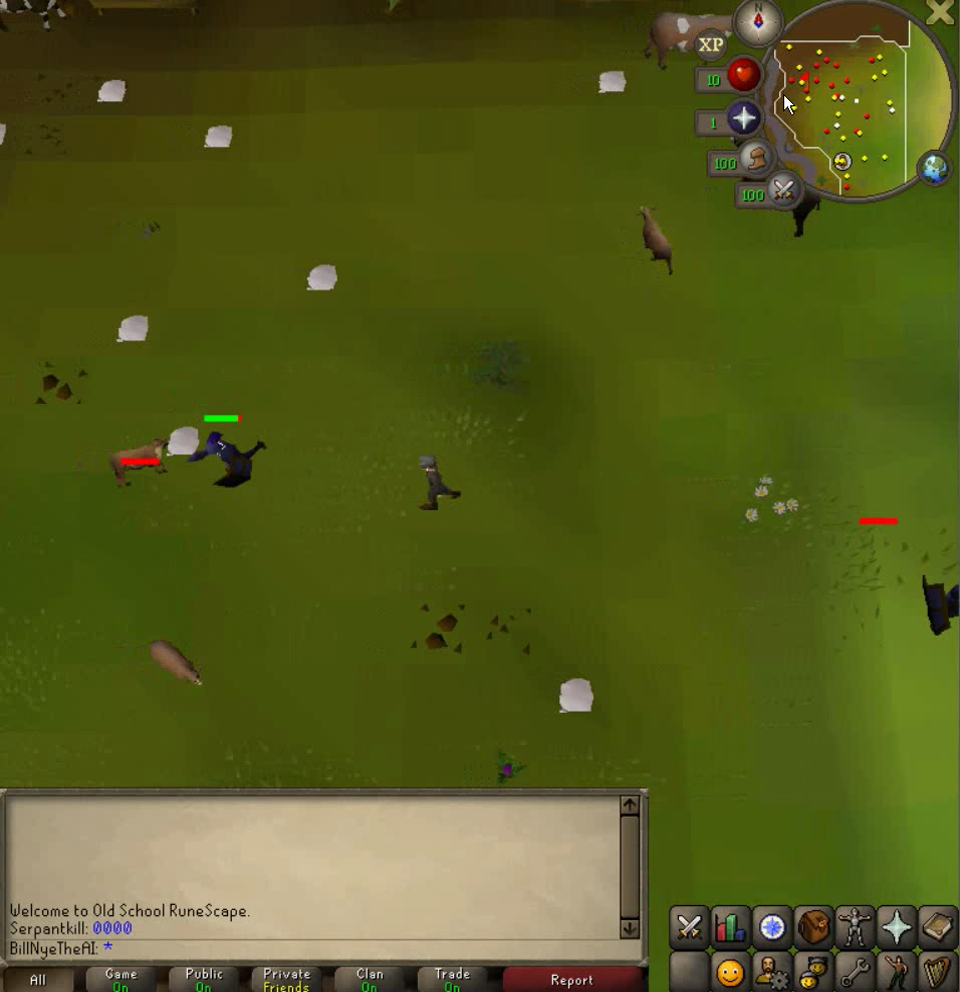 N
XP
10
1
100
100
Welcome to Old School RuneScape.
Serpantkill: 0000
BillNyeTheAI: *
All
Game
On
Public
On
Private
Friends
Clan
On
Trade
On
Report